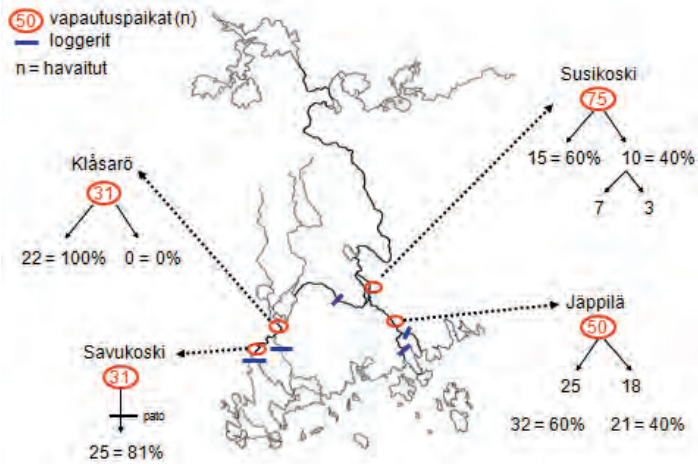 50 vapautuspaikat (n)
loggerit
n = havaitut
Susikoski
75
15 = 60% 10 = 40%
7 3
Klåsarö
31
22 = 100% 0 = 0%
Jäppilä
50
25 18
32 = 60% 21 = 40%
Savukoski
31
pato
25 = 81%